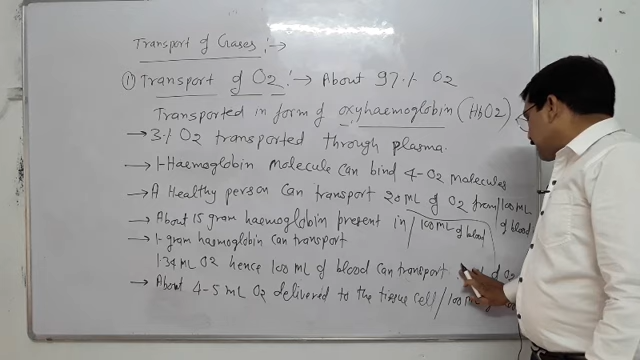 Transport of Gases :→
① Transport of O2 :→ About 97% O2
Transported in form of oxyhaemoglobin (HbO2)
→ 3% O2 transported through plasma.
→ 1-Haemoglobin Molecule can bind 4-O2 molecules
→ A Healthy person can transport 20 ML of O2 from/100ML of blood
→ About 15 gram haemoglobin present in / 100 ML of blood
→ 1-gram haemoglobin can transport
1.34 ML O2 hence 100 ML of blood can transport of O2
→ About 4-5 mL O2 delivered to the tissue cell / 100 ML